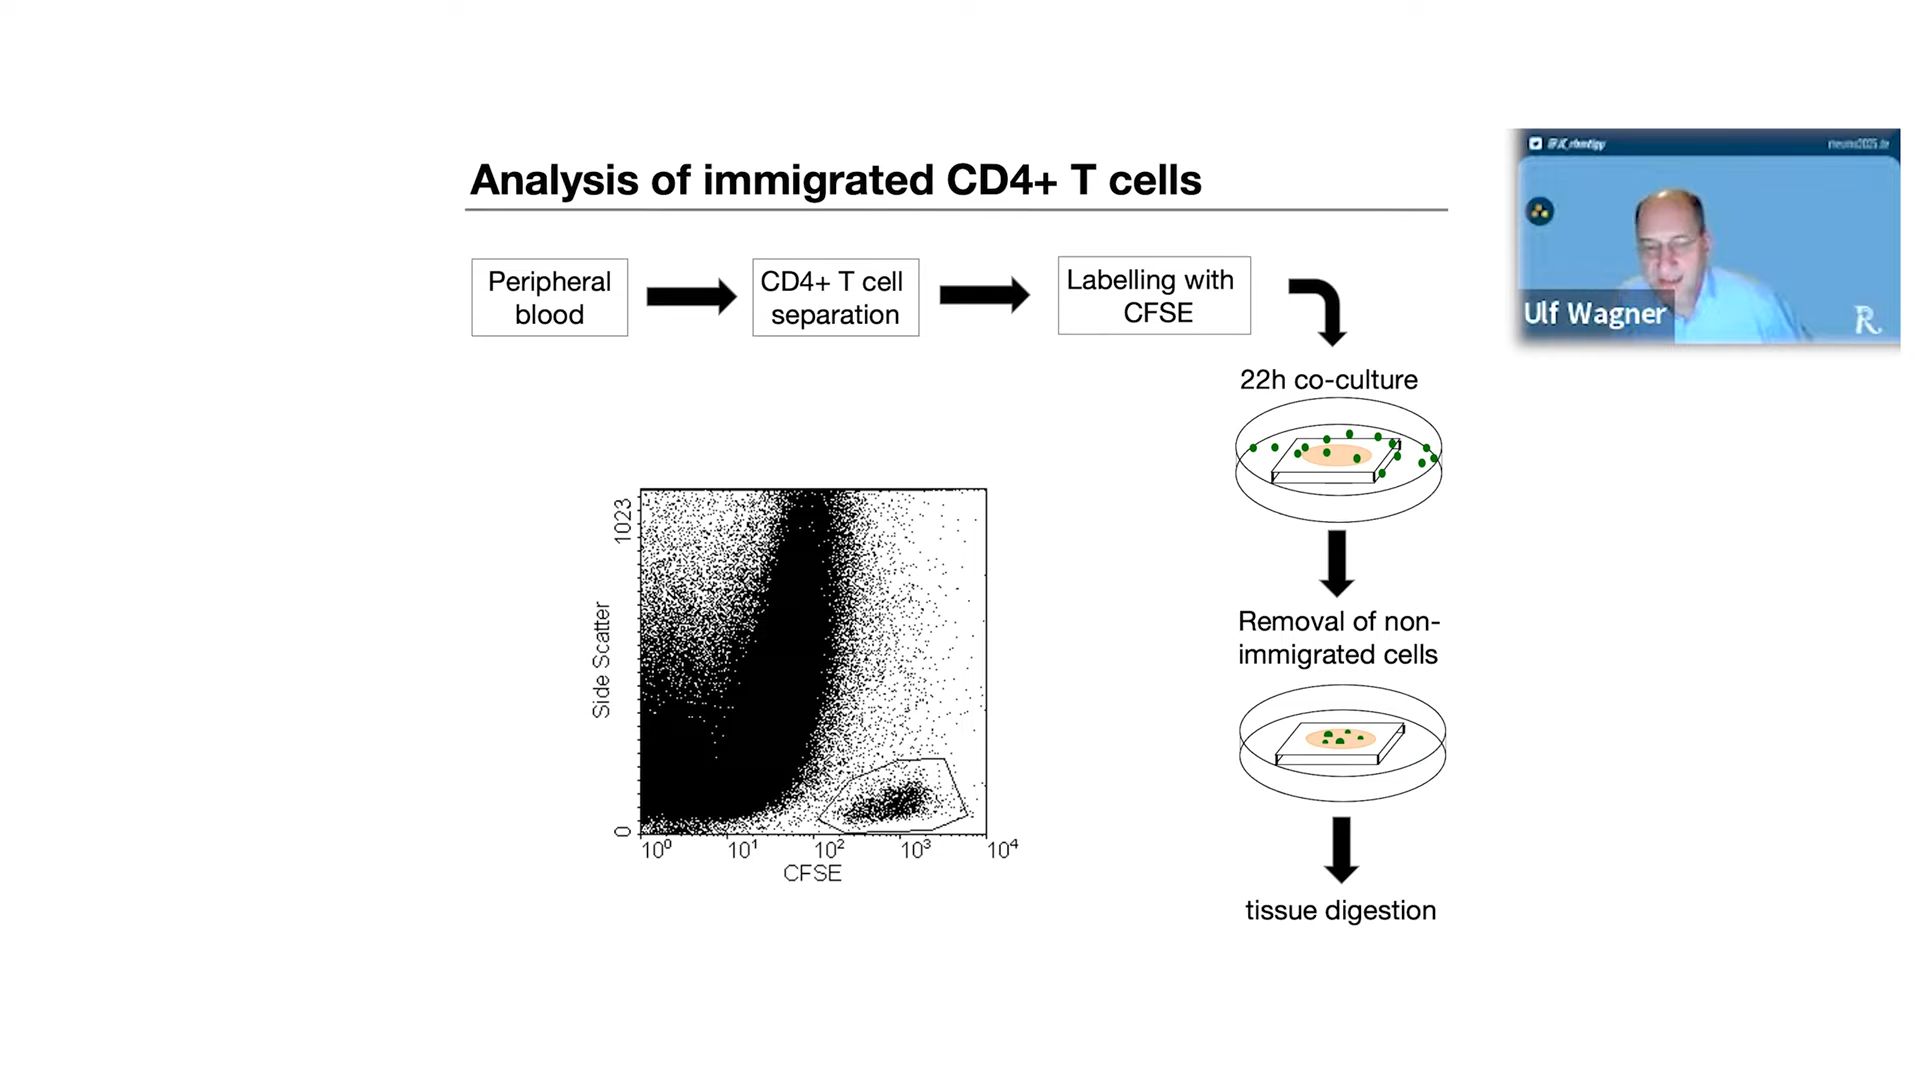 Analysis of immigrated CD4+ T cells
Peripheral
blood
CD4+ T cell
separation
Labelling with
CFSE
22h co-culture
Removal of non-
immigrated cells
tissue digestion
1023
Side Scatter
0
10⁰ 10¹ 10² 10³ 10⁴
CFSE
Ulf Wagner
R